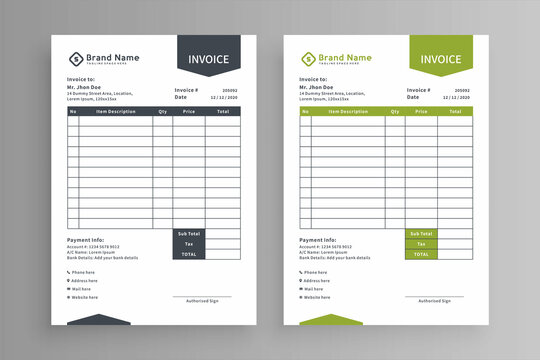 Brand Name
TAGLINE SPACE HERE
INVOICE
Invoice to:
Mr. Jhon Doe
14 Dummy Street Area, Location,
Lorem Ipsum, 120xx15xx
Invoice # 205092
Date 12 / 12 / 2020
No Item Description Qty Price Total
Sub Total
Tax
TOTAL
Payment Info:
Account #: 1234 5678 9012
A/C Name: Lorem Ipsum
Bank Details: Add your bank details
Phone here
Address here
Mail here
Website here
Authorised Sign
Brand Name
TAGLINE SPACE HERE
INVOICE
Invoice to:
Mr. Jhon Doe
14 Dummy Street Area, Location,
Lorem Ipsum, 120xx15xx
Invoice # 205092
Date 12 / 12 / 2020
No Item Description Qty Price Total
Sub Total
Tax
TOTAL
Payment Info:
Account #: 1234 5678 9012
A/C Name: Lorem Ipsum
Bank Details: Add your bank details
Phone here
Address here
Mail here
Website here
Authorised Sign